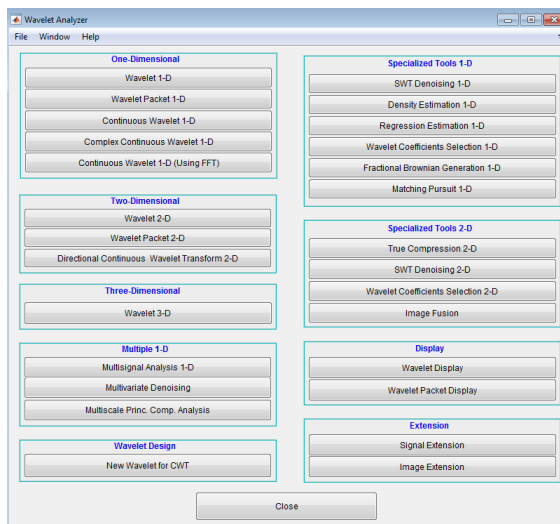 Wavelet Analyzer
File Window Help
One-Dimensional
Wavelet 1-D
Wavelet Packet 1-D
Continuous Wavelet 1-D
Complex Continuous Wavelet 1-D
Continuous Wavelet 1-D (Using FFT)
Two-Dimensional
Wavelet 2-D
Wavelet Packet 2-D
Directional Continuous Wavelet Transform 2-D
Three-Dimensional
Wavelet 3-D
Multiple 1-D
Multisignal Analysis 1-D
Multivariate Denoising
Multiscale Princ. Comp. Analysis
Wavelet Design
New Wavelet for CWT
Specialized Tools 1-D
SWT Denoising 1-D
Density Estimation 1-D
Regression Estimation 1-D
Wavelet Coefficients Selection 1-D
Fractional Brownian Generation 1-D
Matching Pursuit 1-D
Specialized Tools 2-D
True Compression 2-D
SWT Denoising 2-D
Wavelet Coefficients Selection 2-D
Image Fusion
Display
Wavelet Display
Wavelet Packet Display
Extension
Signal Extension
Image Extension
Close